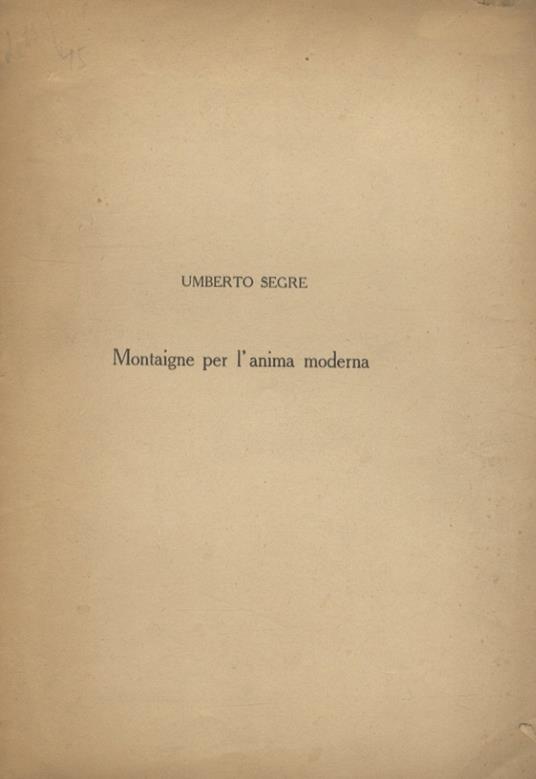 UMBERTO SEGRE
Montaigne per l'anima moderna